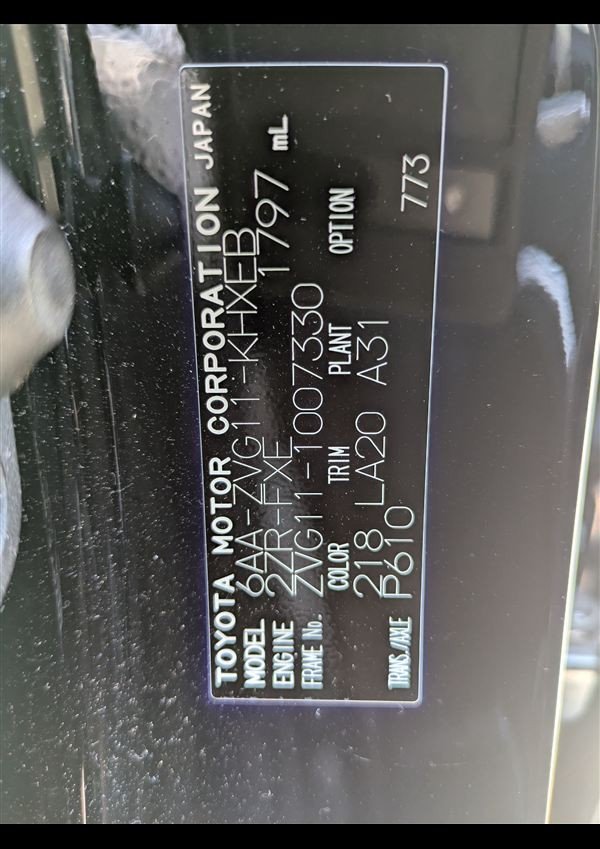 TOYOTA MOTOR CORPORATION JAPAN
MODEL 6AA-ZVG11-KHXEB
ENGINE 2ZR-FXE 1797 mL
FRAME No. ZVG11-1007330
COLOR TRIM PLANT OPTION
218 LA20 A31
TRANS./AXLE P610 773